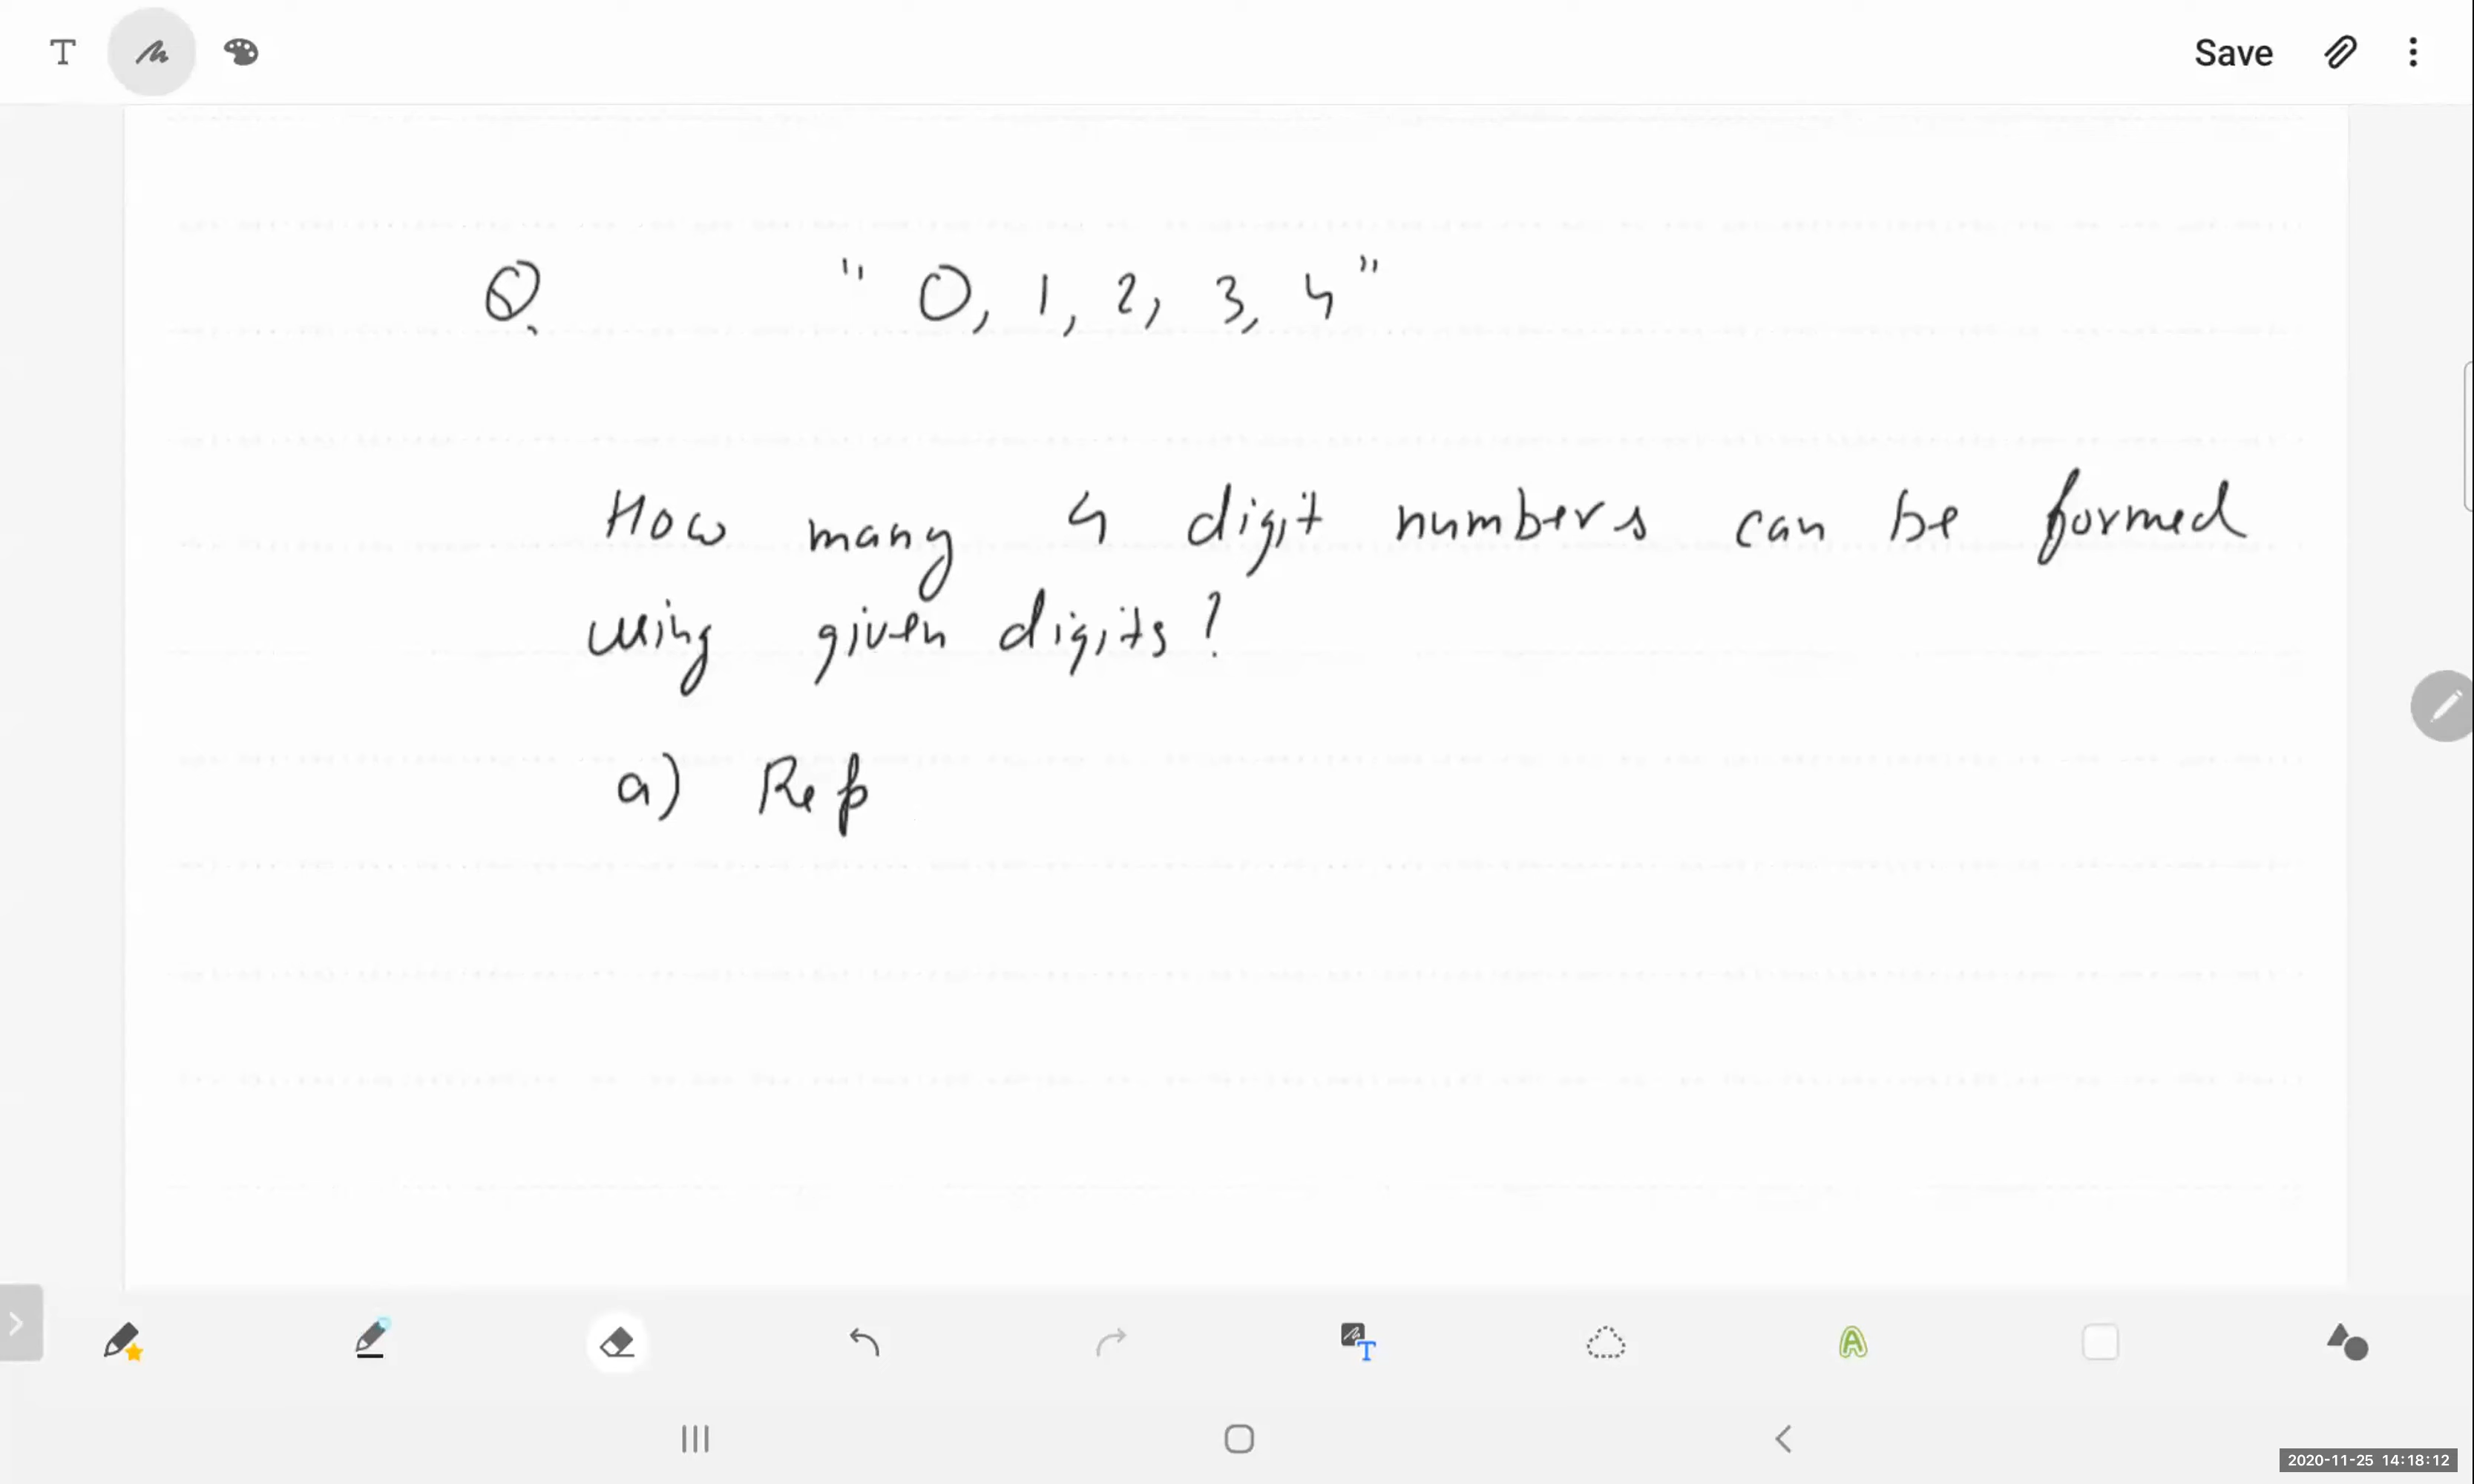 T
Save
Q. "0, 1, 2, 3, 4"
How many 4 digit numbers can be formed
using given digits?
a) Rep
T
A
2020-11-25 14:18:12